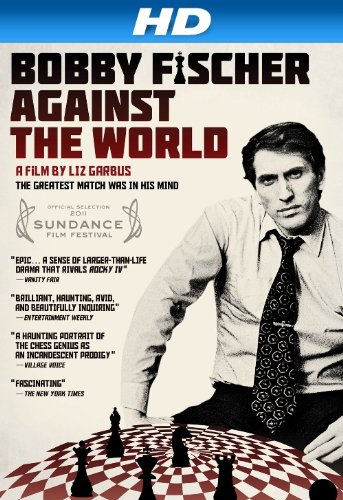 HD
BOBBY FISCHER
AGAINST
THE WORLD
A FILM BY LIZ GARBUS
THE GREATEST MATCH WAS IN HIS MIND
OFFICIAL SELECTION
2011
SUNDANCE
FILM FESTIVAL
"EPIC... A SENSE OF LARGER-THAN-LIFE
DRAMA THAT RIVALS ROCKY IV"
—VANITY FAIR
"BRILLIANT, HAUNTING, AVID,
AND BEAUTIFULLY INQUIRING"
—ENTERTAINMENT WEEKLY
"A HAUNTING PORTRAIT OF
THE CHESS GENIUS AS
AN INCANDESCENT PRODIGY"
—VILLAGE VOICE
"FASCINATING"
—THE NEW YORK TIMES